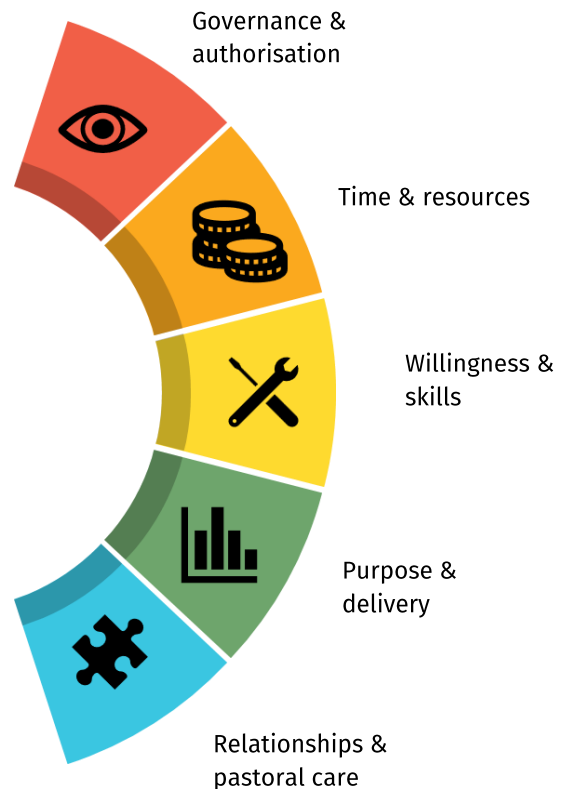 Governance &
authorisation
Time & resources
Willingness &
skills
Purpose &
delivery
Relationships &
pastoral care